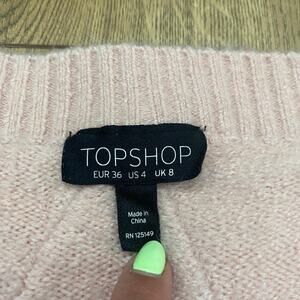 TOPSHOP
EUR 36 US 4 UK 8
Made in
China
RN 125149